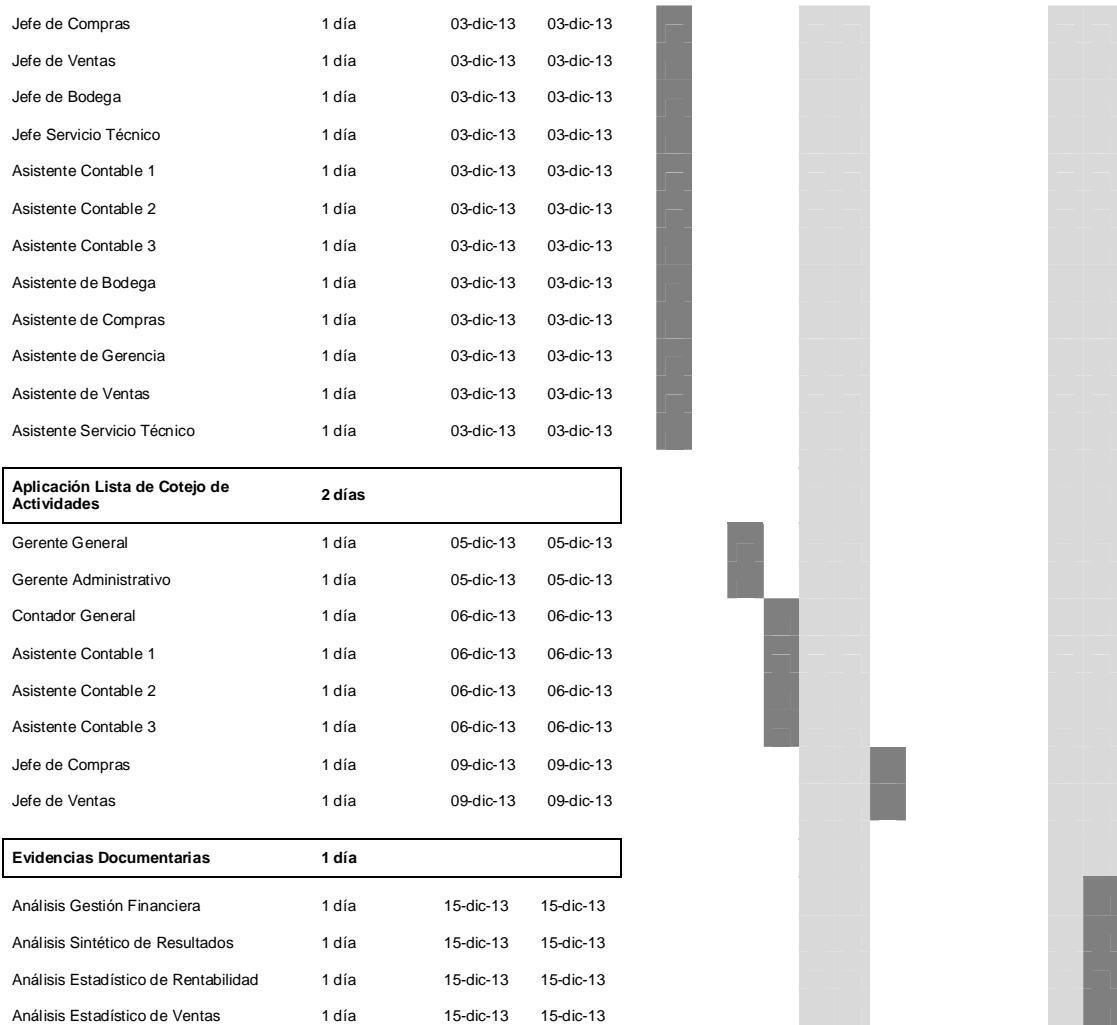 Jefe de Compras 1 día 03-dic-13 03-dic-13
Jefe de Ventas 1 día 03-dic-13 03-dic-13
Jefe de Bodega 1 día 03-dic-13 03-dic-13
Jefe Servicio Técnico 1 día 03-dic-13 03-dic-13
Asistente Contable 1 1 día 03-dic-13 03-dic-13
Asistente Contable 2 1 día 03-dic-13 03-dic-13
Asistente Contable 3 1 día 03-dic-13 03-dic-13
Asistente de Bodega 1 día 03-dic-13 03-dic-13
Asistente de Compras 1 día 03-dic-13 03-dic-13
Asistente de Gerencia 1 día 03-dic-13 03-dic-13
Asistente de Ventas 1 día 03-dic-13 03-dic-13
Asistente Servicio Técnico 1 día 03-dic-13 03-dic-13
Aplicación Lista de Cotejo de
Actividades 2 días
Gerente General 1 día 05-dic-13 05-dic-13
Gerente Administrativo 1 día 05-dic-13 05-dic-13
Contador General 1 día 06-dic-13 06-dic-13
Asistente Contable 1 1 día 06-dic-13 06-dic-13
Asistente Contable 2 1 día 06-dic-13 06-dic-13
Asistente Contable 3 1 día 06-dic-13 06-dic-13
Jefe de Compras 1 día 09-dic-13 09-dic-13
Jefe de Ventas 1 día 09-dic-13 09-dic-13
Evidencias Documentarias 1 día
Análisis Gestión Financiera 1 día 15-dic-13 15-dic-13
Análisis Sintético de Resultados 1 día 15-dic-13 15-dic-13
Análisis Estadístico de Rentabilidad 1 día 15-dic-13 15-dic-13
Análisis Estadístico de Ventas 1 día 15-dic-13 15-dic-13